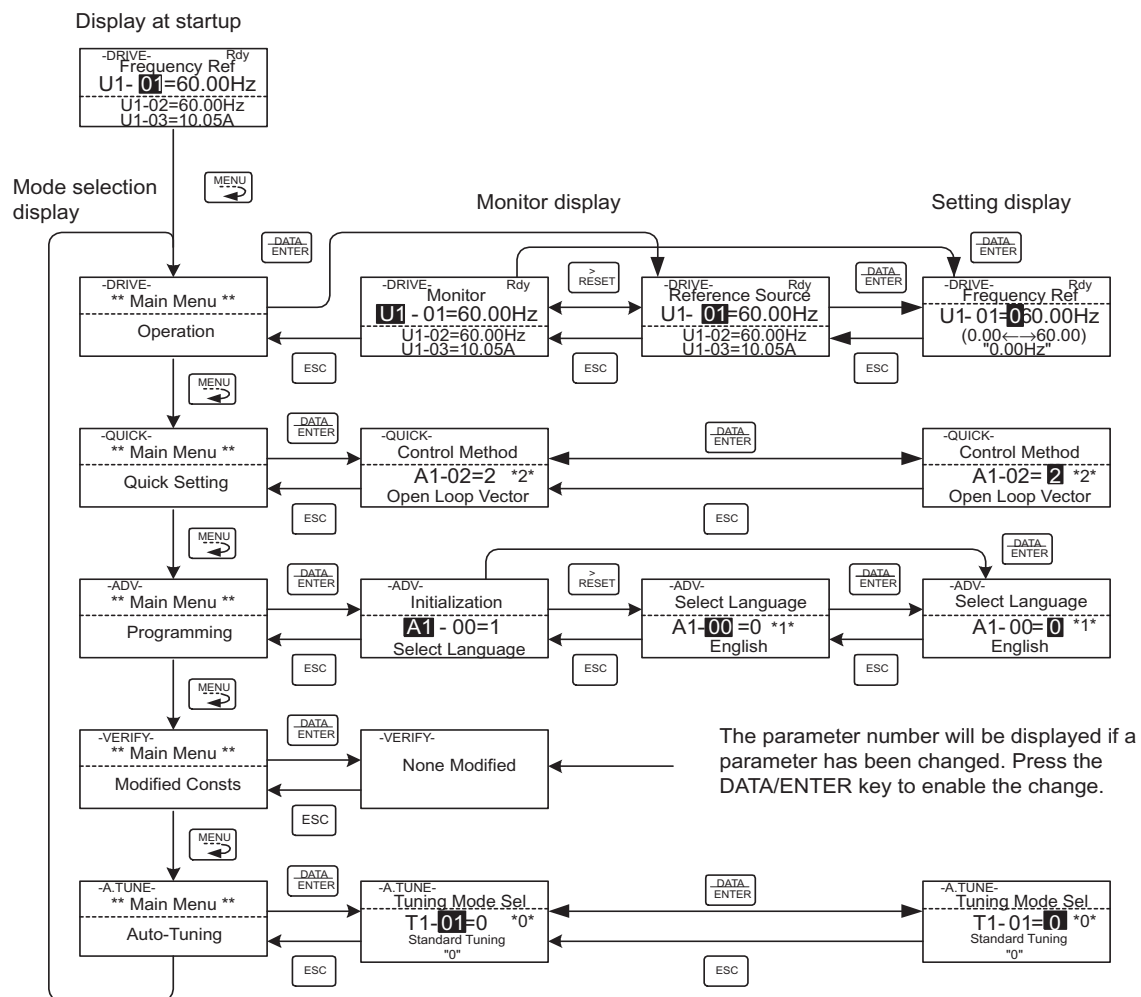 Display at startup
-DRIVE- Rdy
Frequency Ref
U1- 01=60.00Hz
U1-02=60.00Hz
U1-03=10.05A
MENU
Mode selection
display
Monitor display
Setting display
DATA
ENTER
DATA
ENTER
-DRIVE-
** Main Menu **
Operation
-DRIVE- Rdy
Monitor
U1 - 01=60.00Hz
U1-02=60.00Hz
U1-03=10.05A
>
RESET
-DRIVE- Rdy
Reference Source
U1- 01=60.00Hz
U1-02=60.00Hz
U1-03=10.05A
DATA
ENTER
-DRIVE- Rdy
Frequency Ref
U1- 01=060.00Hz
(0.00←→60.00)
"0.00Hz"
ESC
ESC
ESC
MENU
-QUICK-
** Main Menu **
Quick Setting
DATA
ENTER
-QUICK-
Control Method
A1-02=2 *2*
Open Loop Vector
DATA
ENTER
-QUICK-
Control Method
A1-02= 2 *2*
Open Loop Vector
ESC
ESC
MENU
DATA
ENTER
-ADV-
** Main Menu **
Programming
DATA
ENTER
-ADV-
Initialization
A1 - 00=1
Select Language
>
RESET
-ADV-
Select Language
A1-00 =0 *1*
English
DATA
ENTER
-ADV-
Select Language
A1- 00= 0 *1*
English
ESC
ESC
ESC
MENU
-VERIFY-
** Main Menu **
Modified Consts
DATA
ENTER
-VERIFY-
None Modified
The parameter number will be displayed if a
parameter has been changed. Press the
DATA/ENTER key to enable the change.
ESC
MENU
-A.TUNE-
** Main Menu **
Auto-Tuning
DATA
ENTER
-A.TUNE-
Tuning Mode Sel
T1-01=0 *0*
Standard Tuning
"0"
DATA
ENTER
-A.TUNE-
Tuning Mode Sel
T1- 01= 0 *0*
Standard Tuning
"0"
ESC
ESC